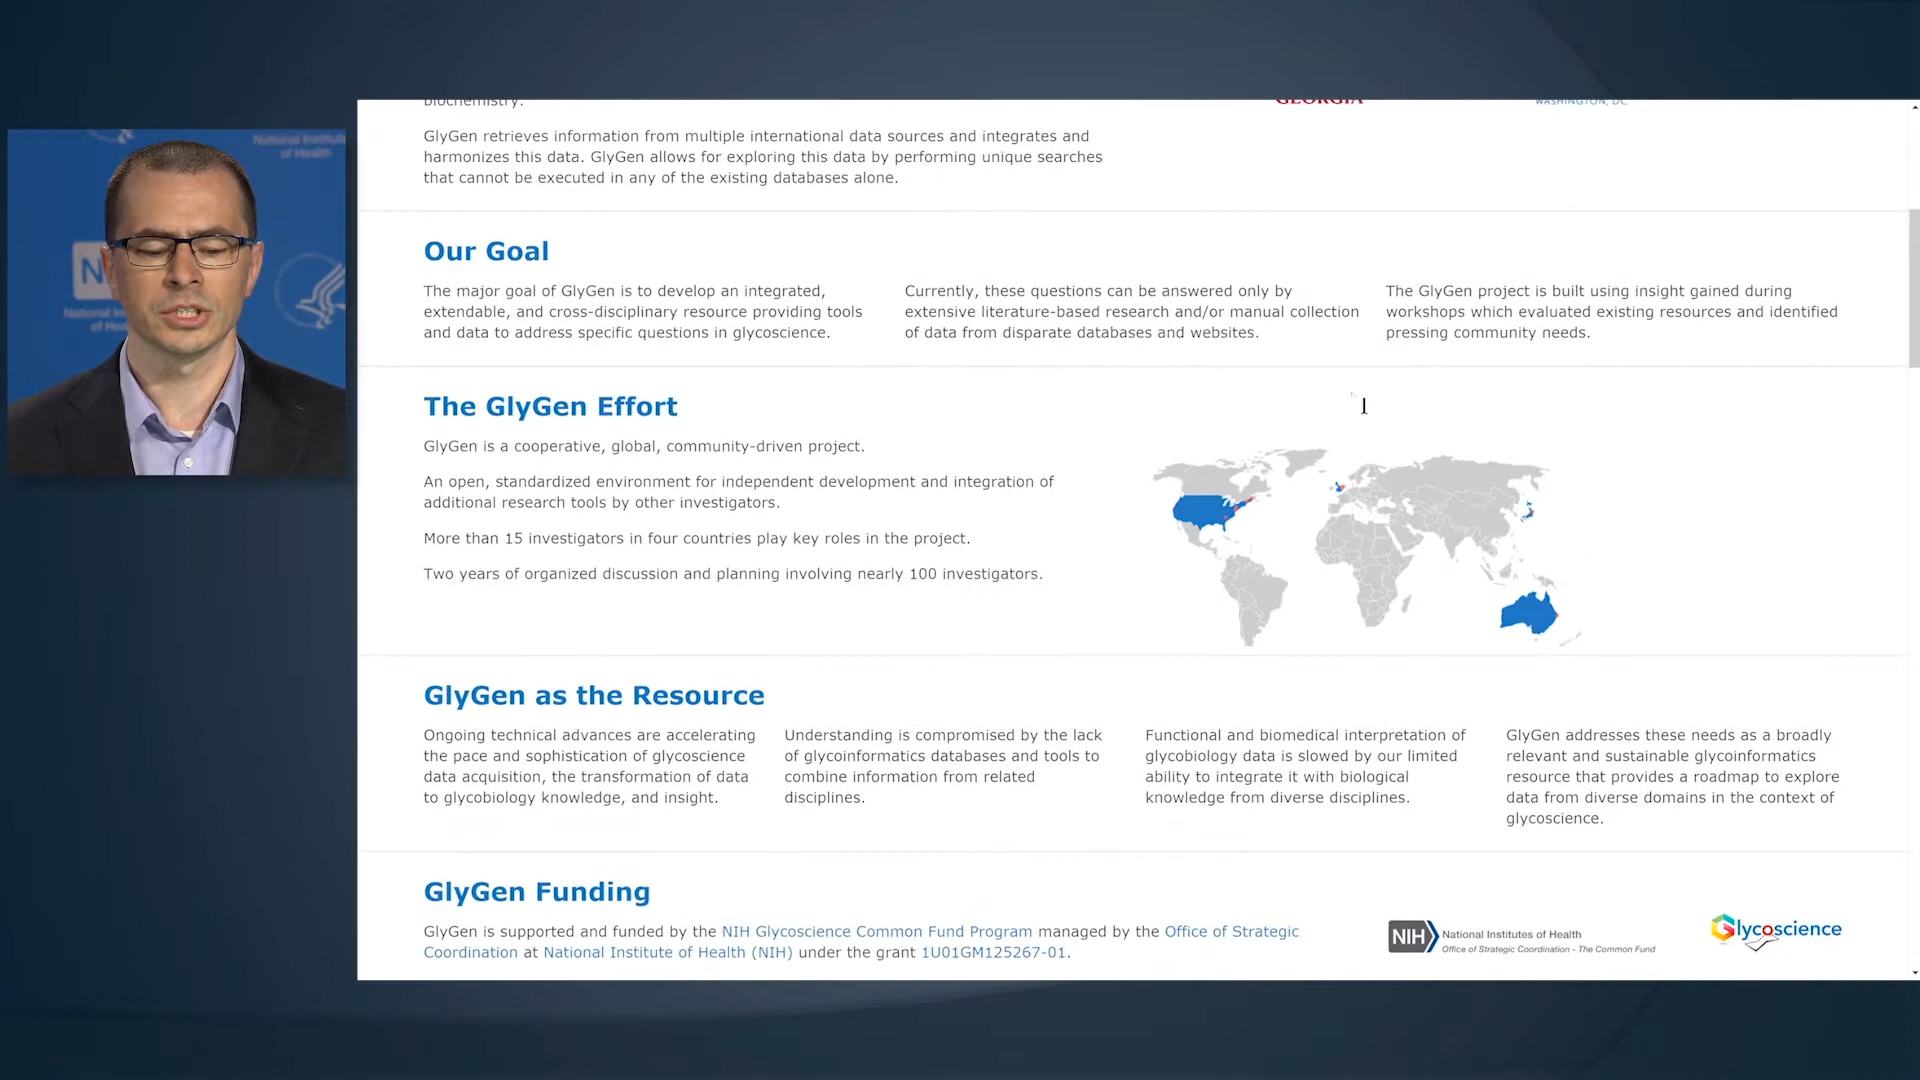 biochemistry.
GEORGIA
WASHINGTON, DC
GlyGen retrieves information from multiple international data sources and integrates and
harmonizes this data. GlyGen allows for exploring this data by performing unique searches
that cannot be executed in any of the existing databases alone.
National Institutes
of Health
N
National In
of Hea
Our Goal
The major goal of GlyGen is to develop an integrated,
extendable, and cross-disciplinary resource providing tools
and data to address specific questions in glycoscience.
Currently, these questions can be answered only by
extensive literature-based research and/or manual collection
of data from disparate databases and websites.
The GlyGen project is built using insight gained during
workshops which evaluated existing resources and identified
pressing community needs.
The GlyGen Effort
GlyGen is a cooperative, global, community-driven project.
An open, standardized environment for independent development and integration of
additional research tools by other investigators.
More than 15 investigators in four countries play key roles in the project.
Two years of organized discussion and planning involving nearly 100 investigators.
GlyGen as the Resource
Ongoing technical advances are accelerating
the pace and sophistication of glycoscience
data acquisition, the transformation of data
to glycobiology knowledge, and insight.
Understanding is compromised by the lack
of glycoinformatics databases and tools to
combine information from related
disciplines.
Functional and biomedical interpretation of
glycobiology data is slowed by our limited
ability to integrate it with biological
knowledge from diverse disciplines.
GlyGen addresses these needs as a broadly
relevant and sustainable glycoinformatics
resource that provides a roadmap to explore
data from diverse domains in the context of
glycoscience.
GlyGen Funding
GlyGen is supported and funded by the NIH Glycoscience Common Fund Program managed by the Office of Strategic
Coordination at National Institute of Health (NIH) under the grant 1U01GM125267-01.
NIH
National Institutes of Health
Office of Strategic Coordination - The Common Fund
Glycoscience